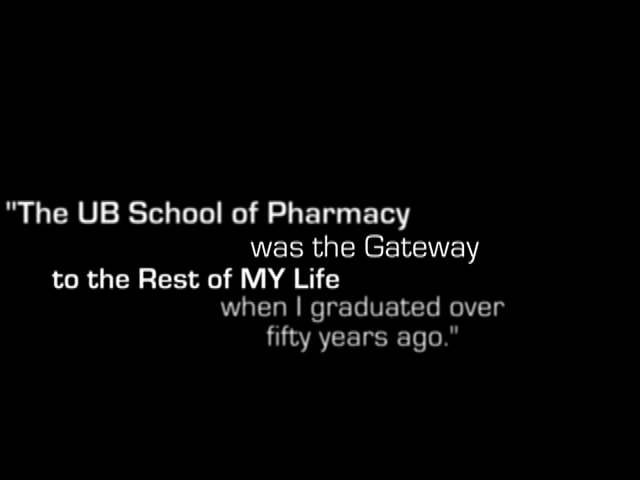 "The UB School of Pharmacy
was the Gateway
to the Rest of MY Life
when I graduated over
fifty years ago."